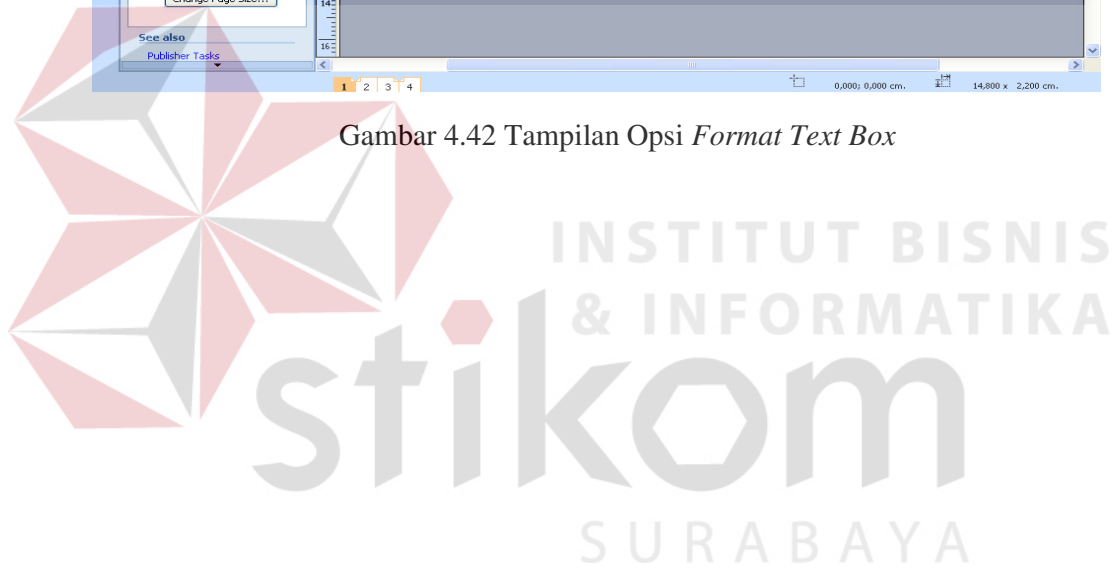 Change Page Size...
14
See also
16
Publisher Tasks
1 2 3 4
0,000; 0,000 cm.
14,800 x 2,200 cm.
Gambar 4.42 Tampilan Opsi Format Text Box
INSTITUT BISNIS
& INFORMATIKA
stikom
SURABAYA